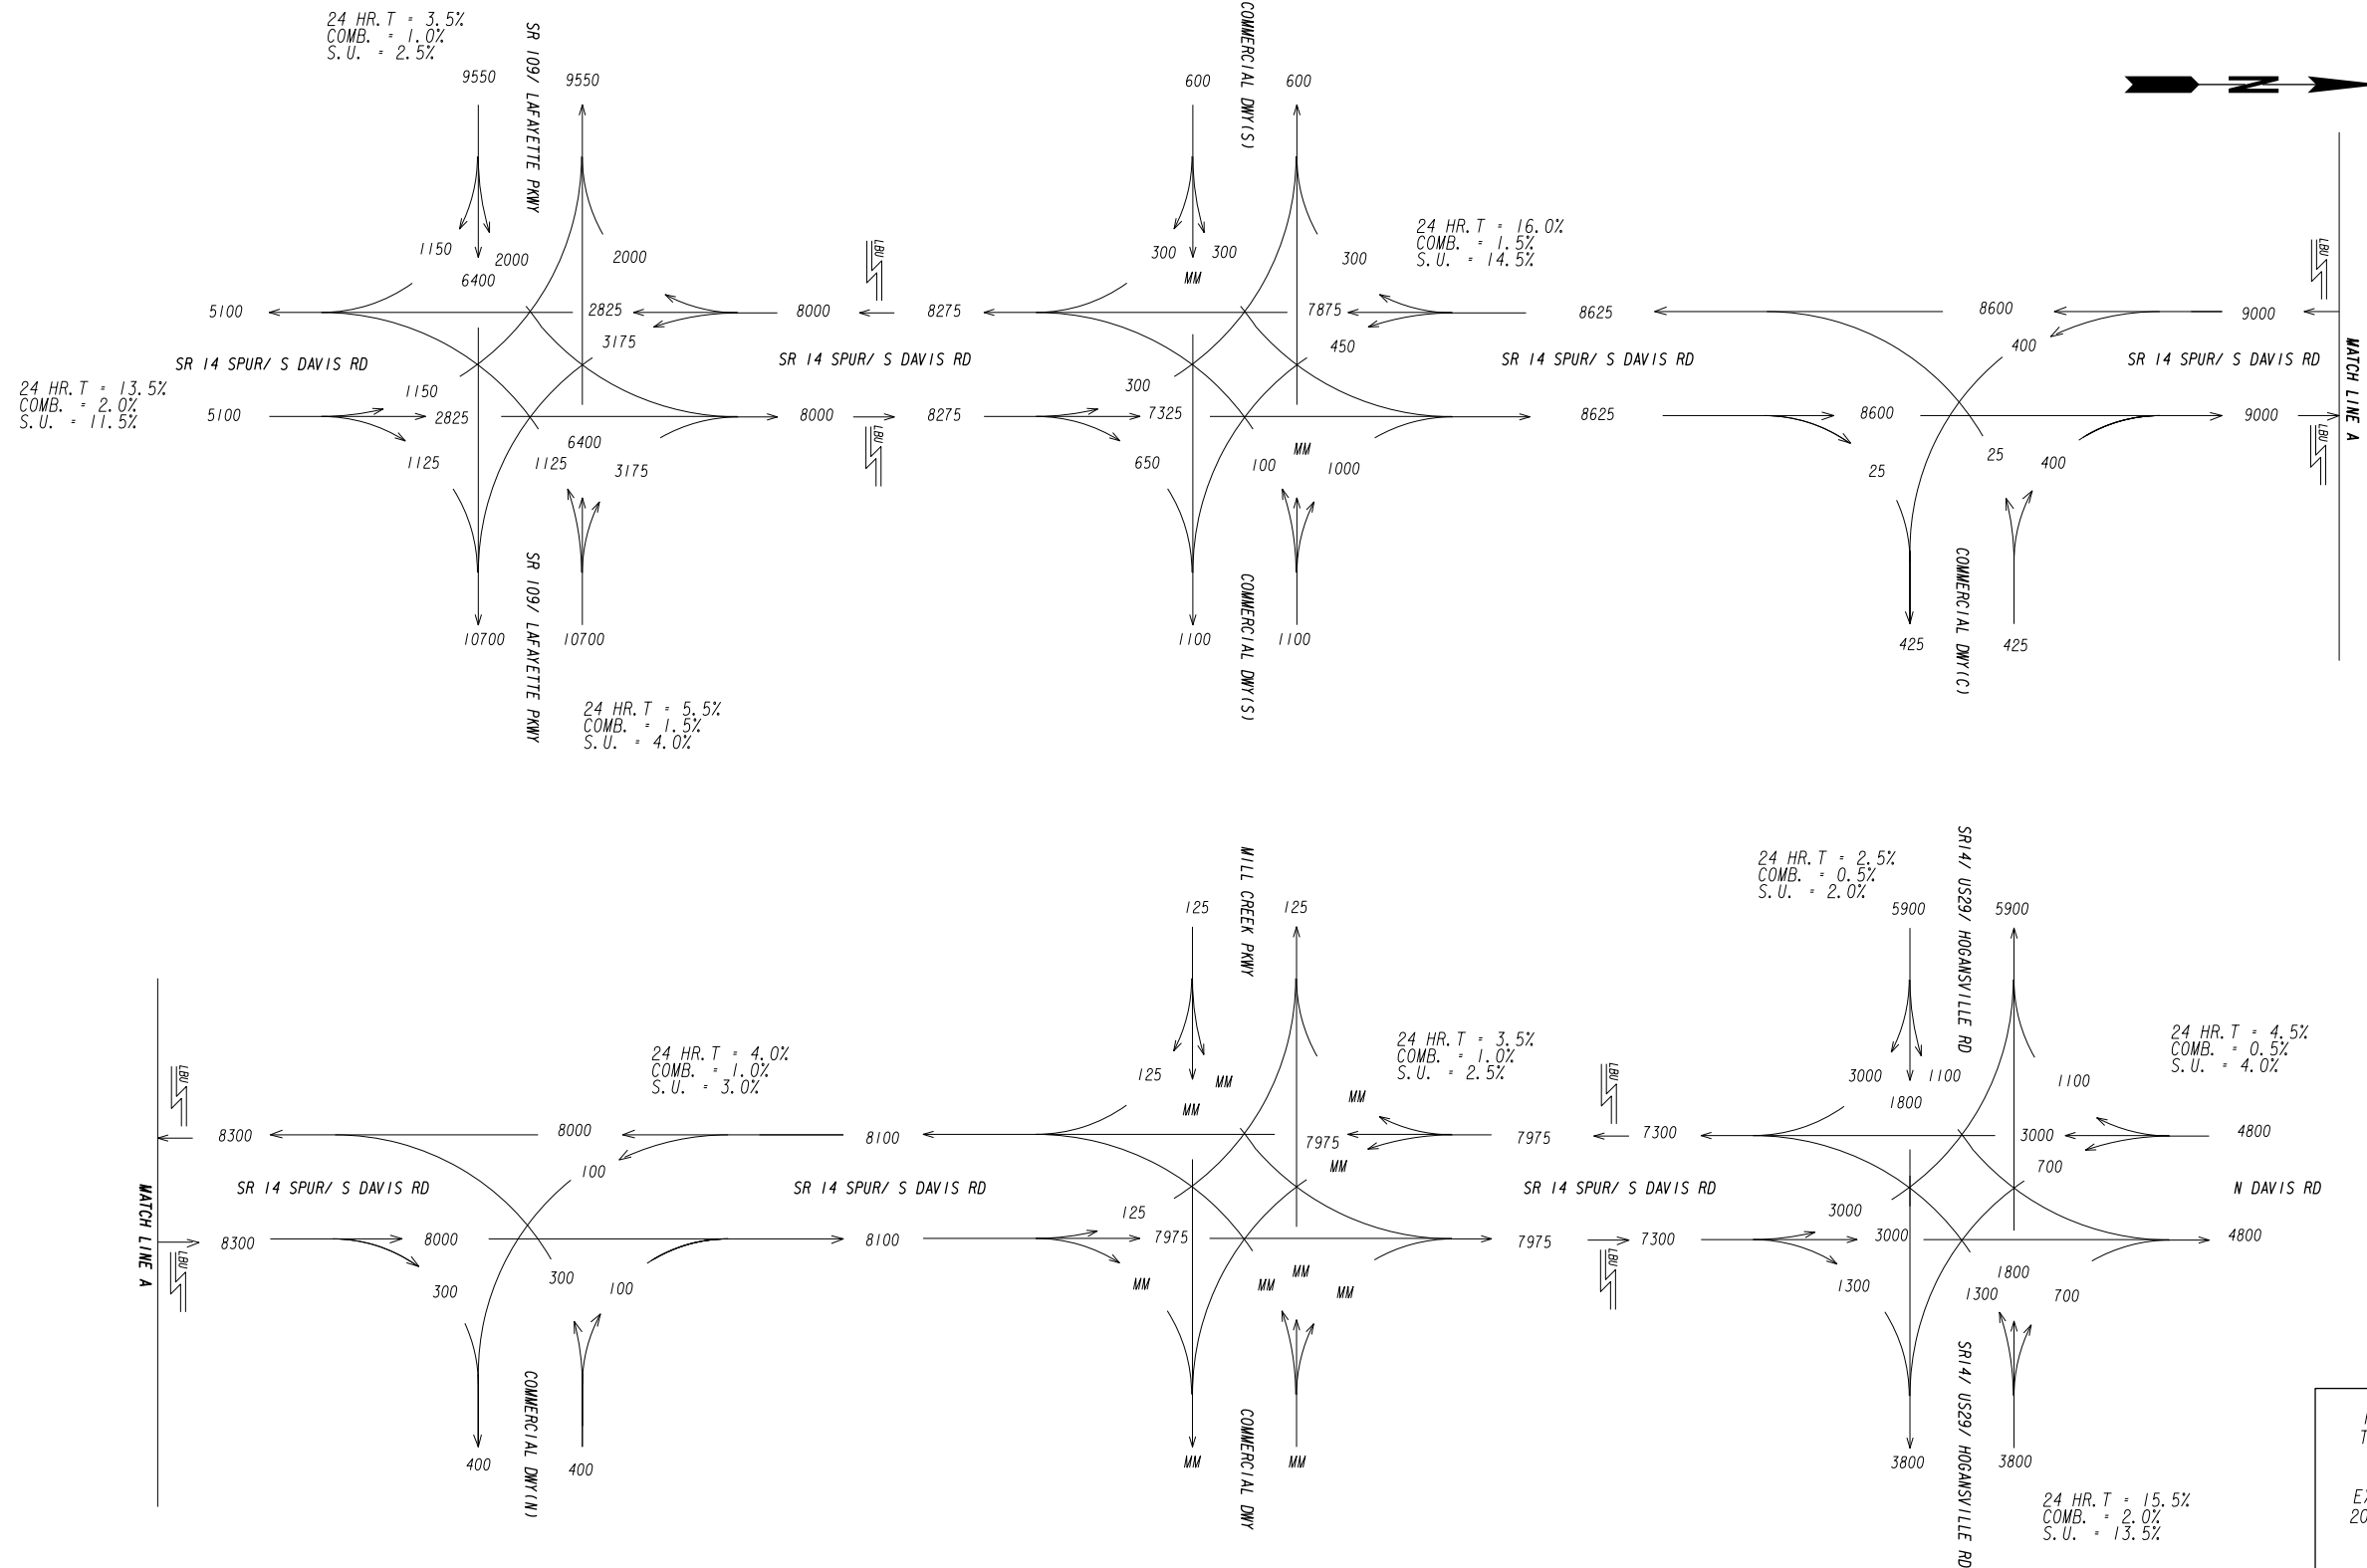 24 HR. T = 3.5%
COMB. = 1.0%
S.U. = 2.5%
9550
SR 109/ LAFAYETTE PKWY
9550
1150
6400
2000
2000
5100
2825
3175
8000
SR 14 SPUR/ S DAVIS RD
24 HR. T = 13.5%
COMB. = 2.0%
S.U. = 11.5%
5100
1150
2825
1125
6400
1125
3175
8000
10700
SR 109/ LAFAYETTE PKWY
10700
24 HR. T = 5.5%
COMB. = 1.5%
S.U. = 4.0%
LBU
LBU
SR 14 SPUR/ S DAVIS RD
600
COMMERCIAL DWY(S)
600
300
MM
300
300
8275
7875
450
8625
24 HR. T = 16.0%
COMB. = 1.5%
S.U. = 14.5%
8275
300
7325
650
100
MM
1000
8625
1100
COMMERCIAL DWY(S)
1100
SR 14 SPUR/ S DAVIS RD
8600
400
9000
8600
25
25
400
9000
425
COMMERCIAL DWY(C)
425
SR 14 SPUR/ S DAVIS RD
N
LBU
LBU
MATCH LINE A
MATCH LINE A
LBU
LBU
8300
8000
100
8100
SR 14 SPUR/ S DAVIS RD
24 HR. T = 4.0%
COMB. = 1.0%
S.U. = 3.0%
8300
8000
300
300
100
8100
400
COMMERCIAL DWY(N)
400
SR 14 SPUR/ S DAVIS RD
125
MILL CREEK PKWY
125
125
MM
MM
MM
7975
MM
7975
24 HR. T = 3.5%
COMB. = 1.0%
S.U. = 2.5%
125
7975
MM
MM
MM
MM
7975
MM
COMMERCIAL DWY
MM
LBU
LBU
SR 14 SPUR/ S DAVIS RD
24 HR. T = 2.5%
COMB. = 0.5%
S.U. = 2.0%
5900
SR14/ US29/ HOGANSVILLE RD
5900
3000
1800
1100
1100
7300
3000
700
4800
24 HR. T = 4.5%
COMB. = 0.5%
S.U. = 4.0%
N DAVIS RD
7300
3000
3000
1300
1800
1300
700
4800
3800
SR14/ US29/ HOGANSVILLE RD
3800
24 HR. T = 15.5%
COMB. = 2.0%
S.U. = 13.5%